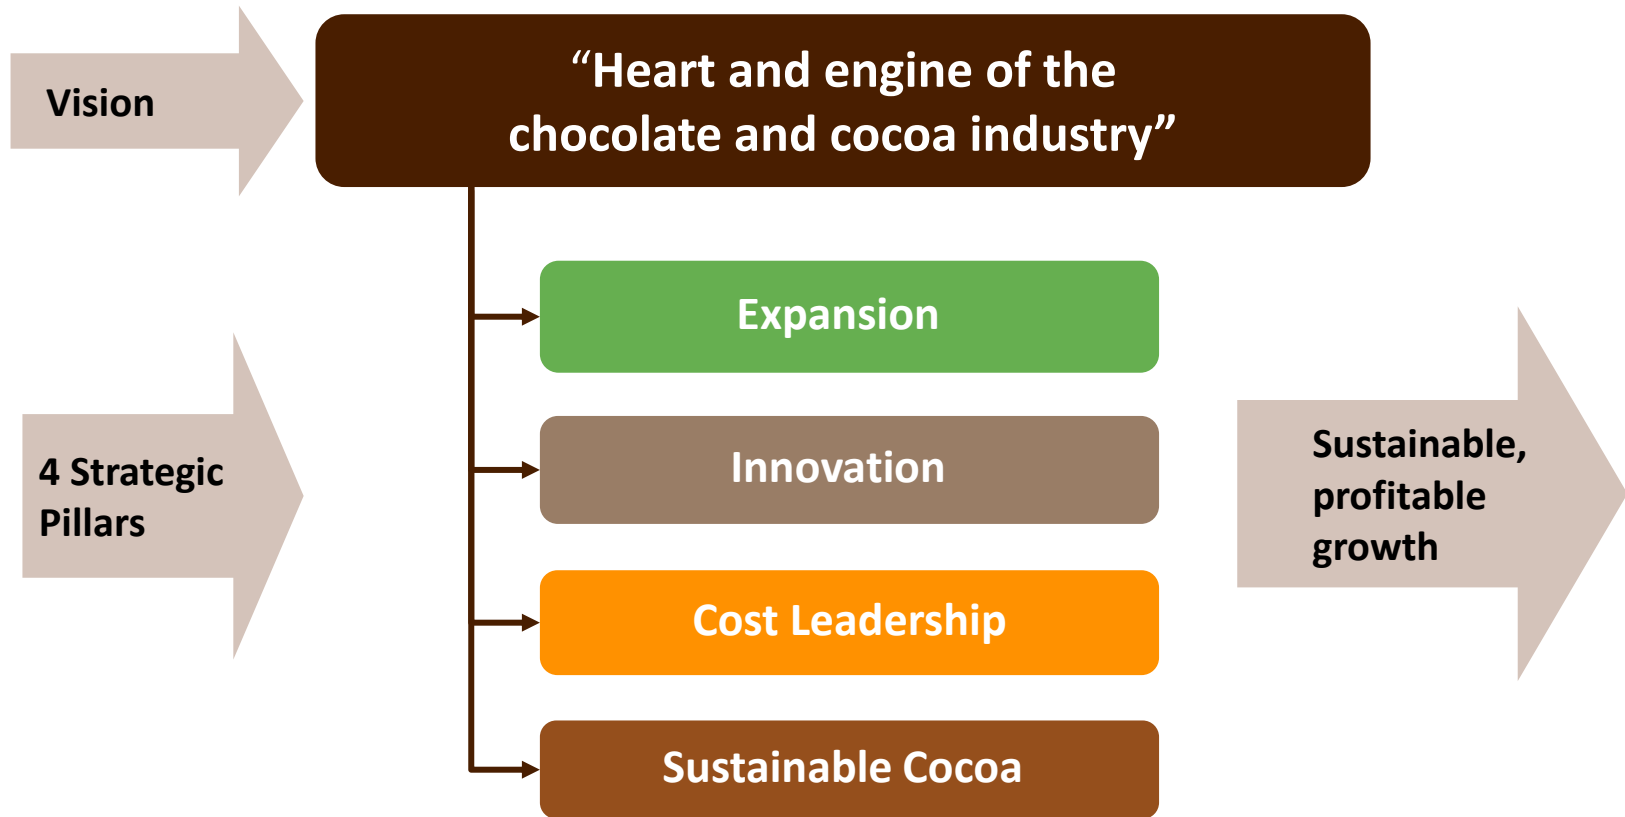 Vision
“Heart and engine of the
chocolate and cocoa industry”
Expansion
Innovation
Cost Leadership
Sustainable Cocoa
4 Strategic
Pillars
Sustainable,
profitable
growth